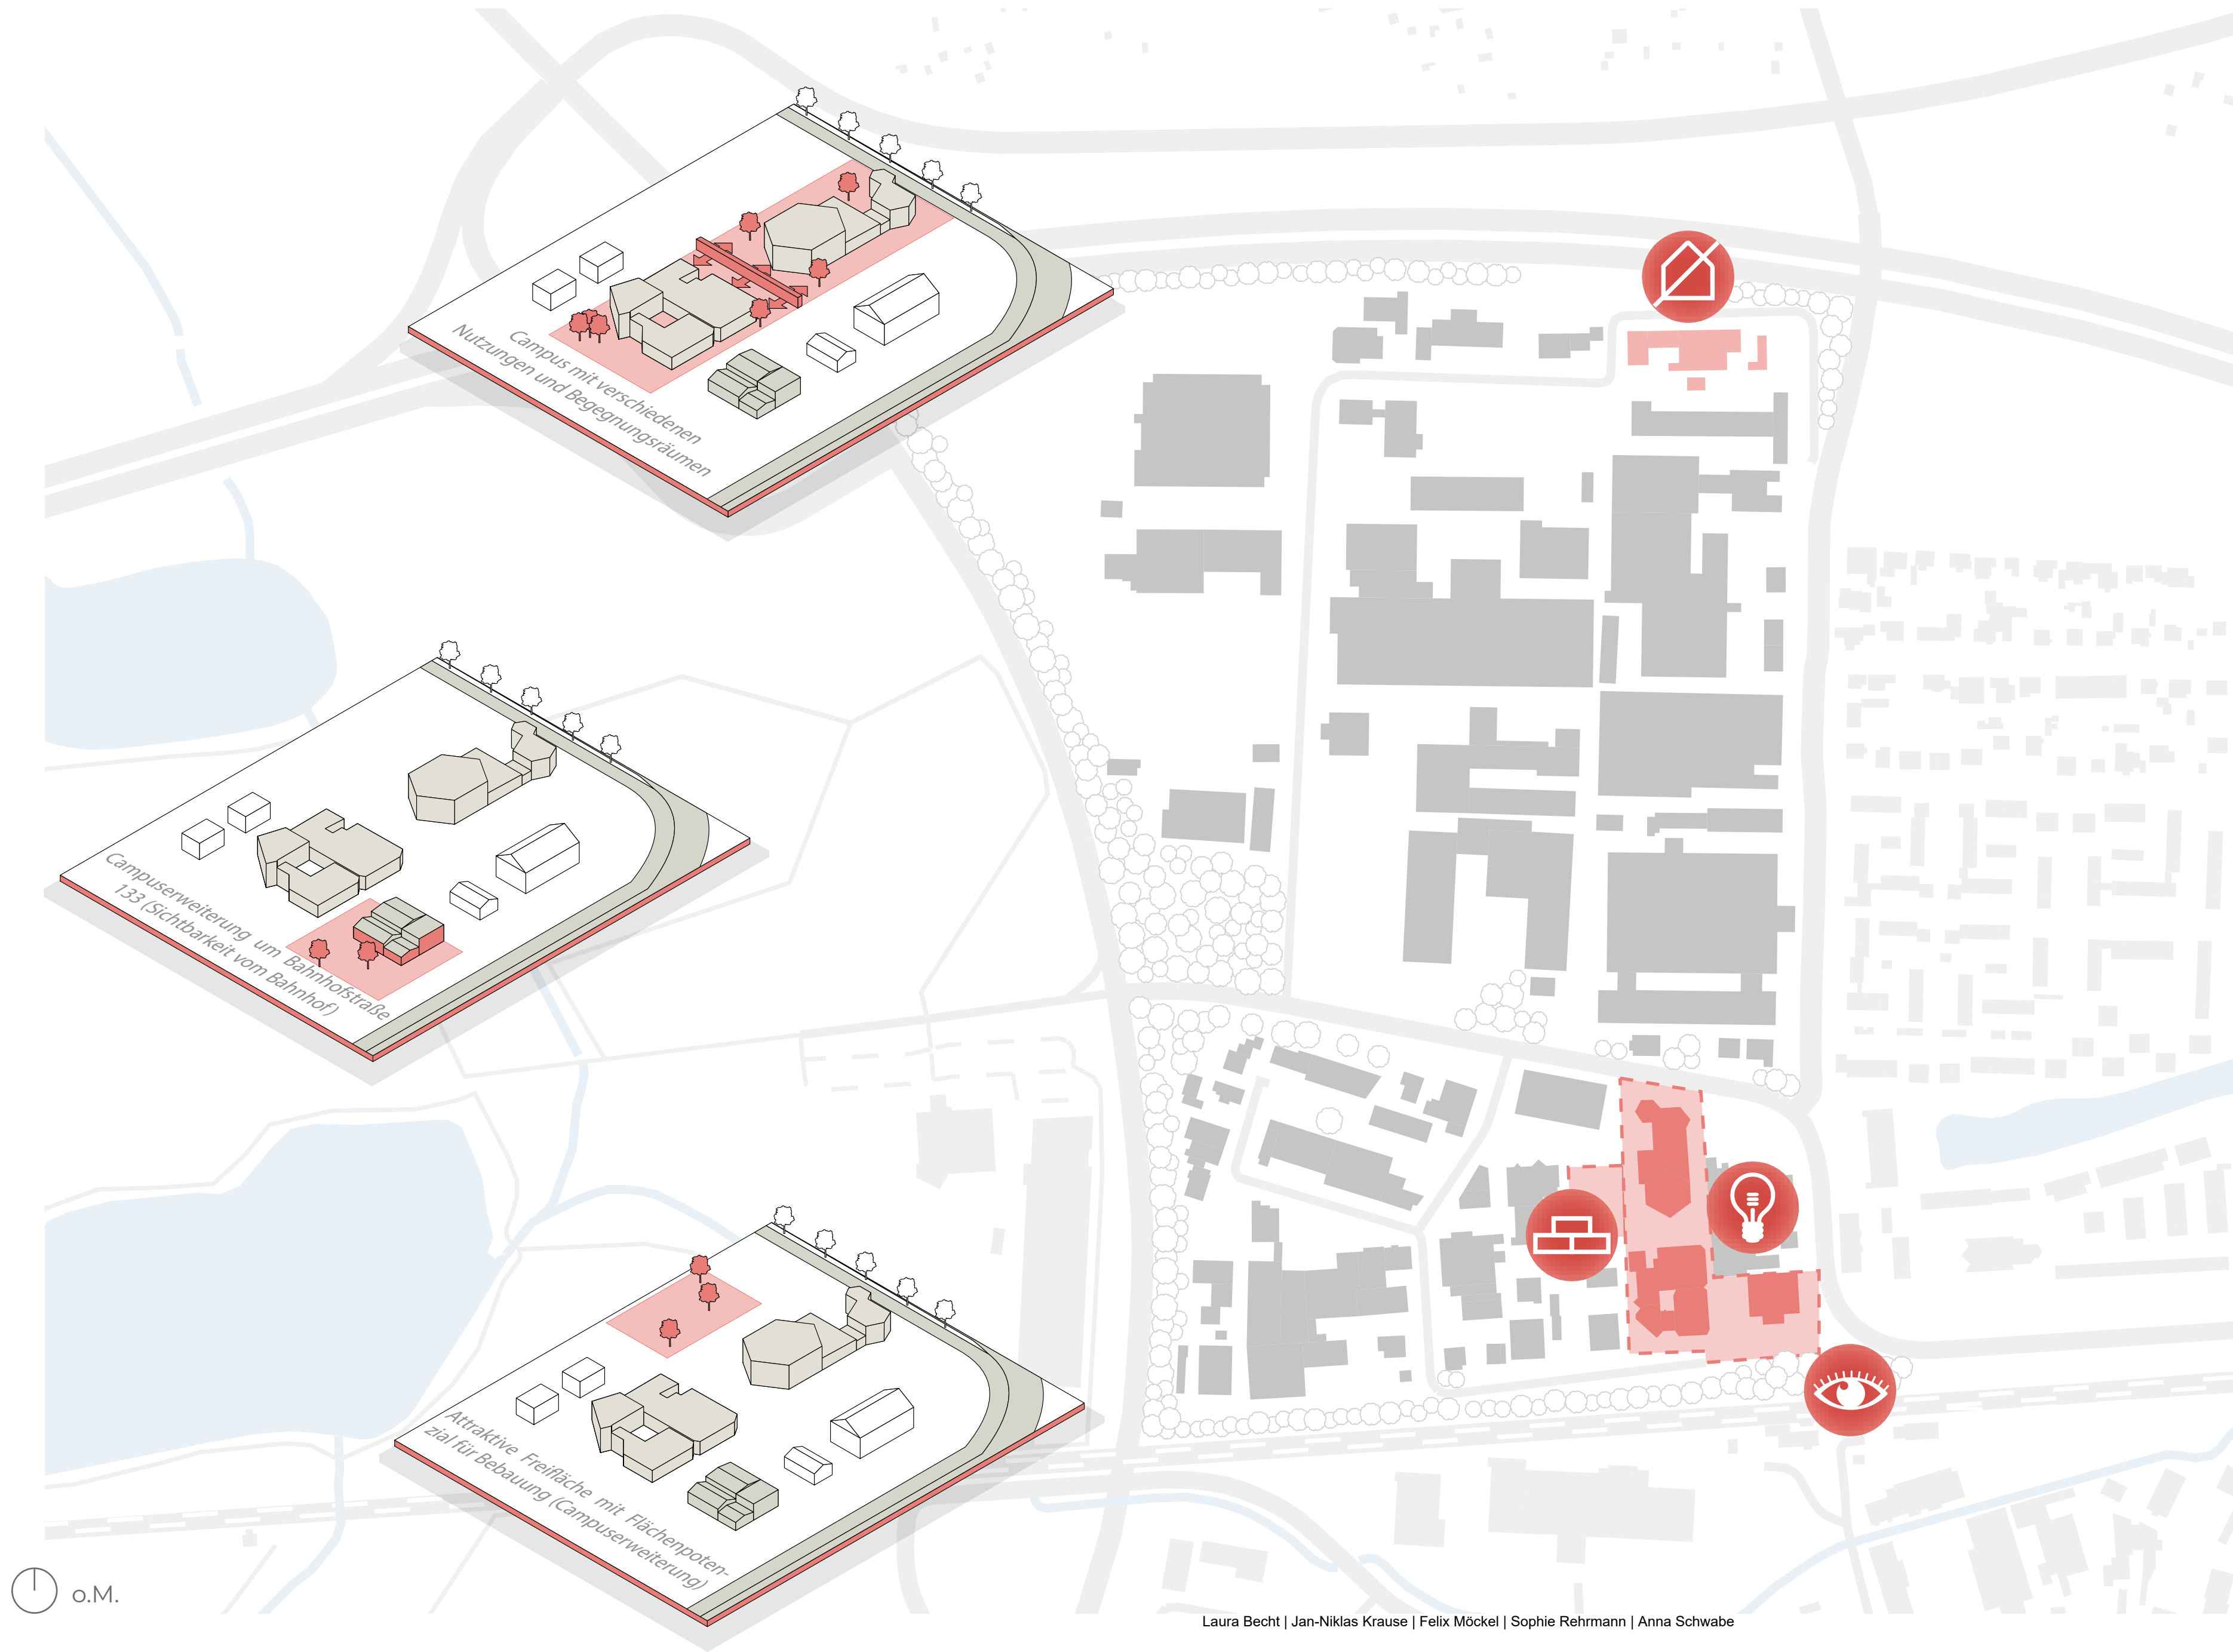 Campus mit verschiedenen
Nutzungen und Begegnungsräumen
Campuserweiterung um Bahnhofstraße
133 (Sichtbarkeit vom Bahnhof)
Attraktive Freifläche mit Flächenpoten-
zial für Bebauung (Campuserweiterung)
o.M.
Laura Becht | Jan-Niklas Krause | Felix Möckel | Sophie Rehrmann | Anna Schwabe